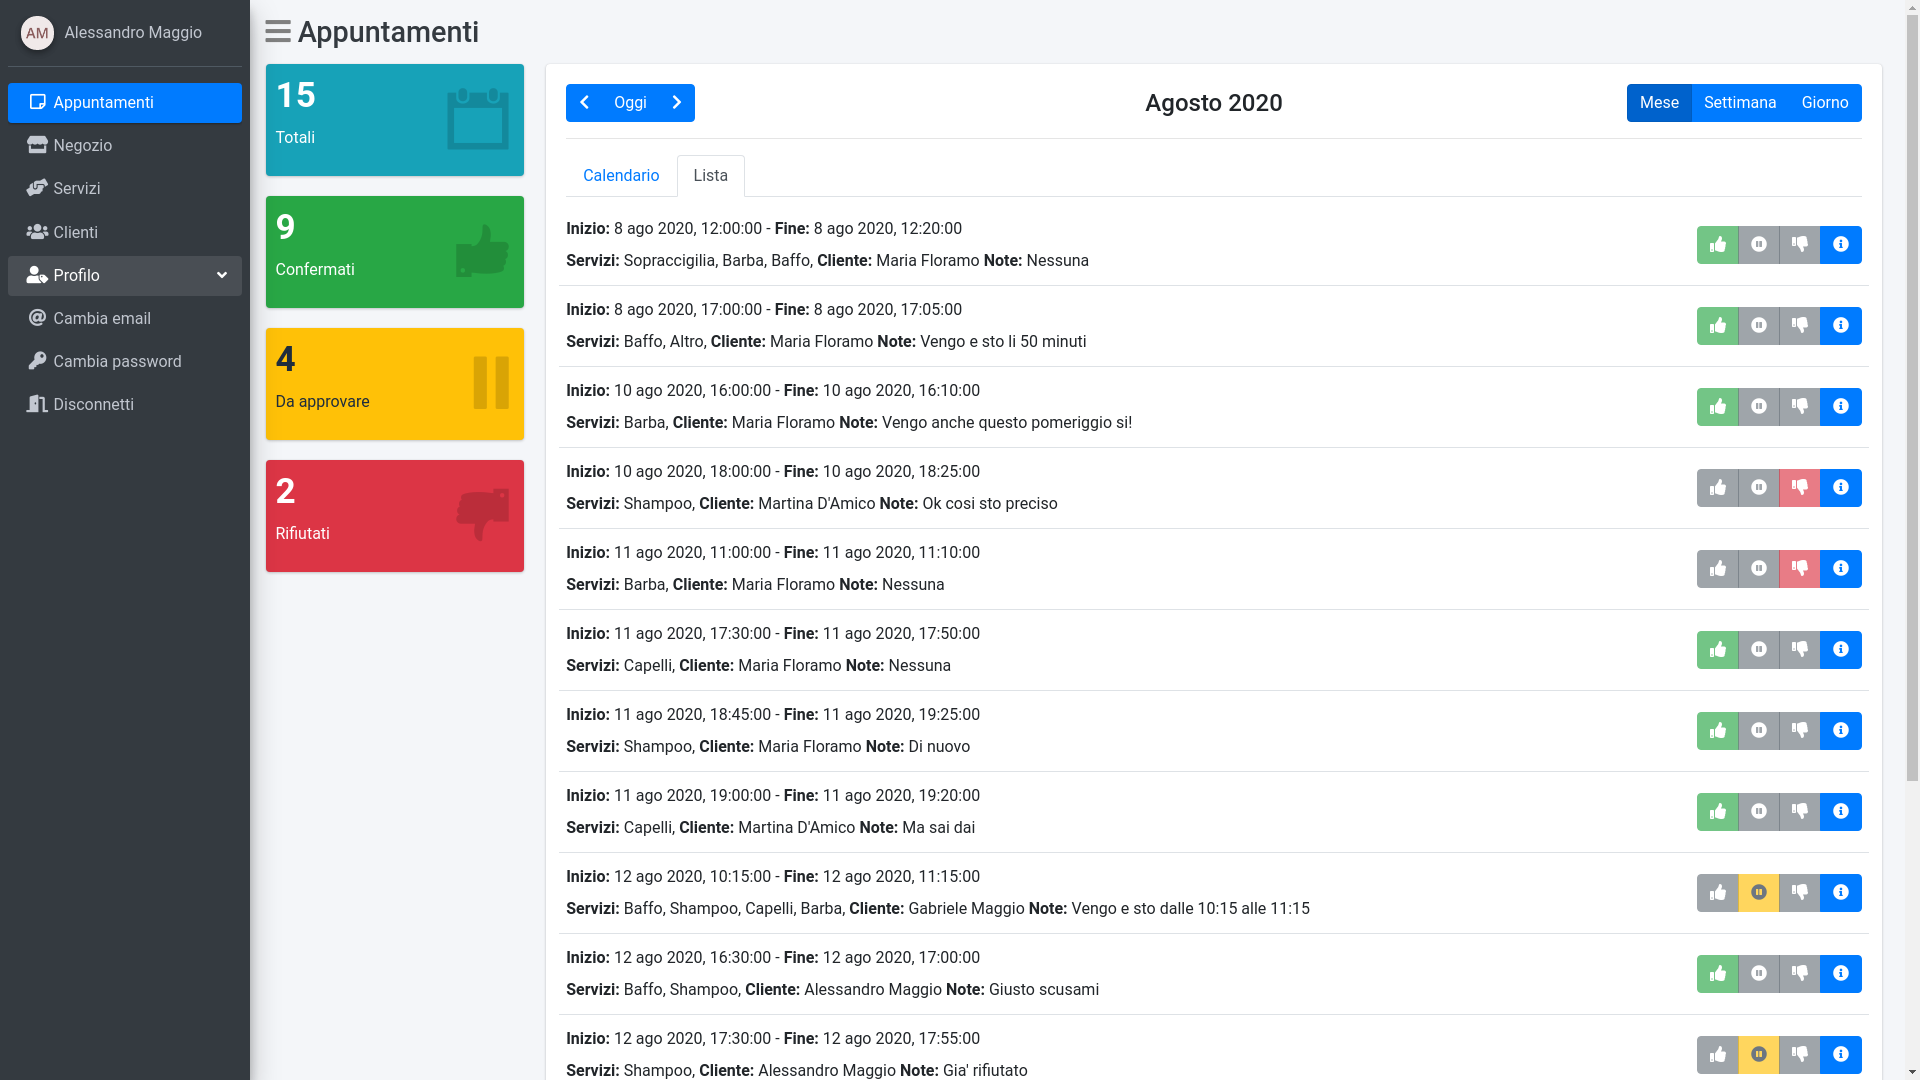 AM Alessandro Maggio
Appuntamenti
Negozio
Servizi
Clienti
Profilo
Cambia email
Cambia password
Disconnetti
Appuntamenti
15
Totali
9
Confermati
4
Da approvare
2
Rifiutati
Oggi
Agosto 2020
Mese Settimana Giorno
Calendario Lista
Inizio: 8 ago 2020, 12:00:00 - Fine: 8 ago 2020, 12:20:00
Servizi: Sopraccigilia, Barba, Baffo, Cliente: Maria Floramo Note: Nessuna
Inizio: 8 ago 2020, 17:00:00 - Fine: 8 ago 2020, 17:05:00
Servizi: Baffo, Altro, Cliente: Maria Floramo Note: Vengo e sto li 50 minuti
Inizio: 10 ago 2020, 16:00:00 - Fine: 10 ago 2020, 16:10:00
Servizi: Barba, Cliente: Maria Floramo Note: Vengo anche questo pomeriggio si!
Inizio: 10 ago 2020, 18:00:00 - Fine: 10 ago 2020, 18:25:00
Servizi: Shampoo, Cliente: Martina D'Amico Note: Ok cosi sto preciso
Inizio: 11 ago 2020, 11:00:00 - Fine: 11 ago 2020, 11:10:00
Servizi: Barba, Cliente: Maria Floramo Note: Nessuna
Inizio: 11 ago 2020, 17:30:00 - Fine: 11 ago 2020, 17:50:00
Servizi: Capelli, Cliente: Maria Floramo Note: Nessuna
Inizio: 11 ago 2020, 18:45:00 - Fine: 11 ago 2020, 19:25:00
Servizi: Shampoo, Cliente: Maria Floramo Note: Di nuovo
Inizio: 11 ago 2020, 19:00:00 - Fine: 11 ago 2020, 19:20:00
Servizi: Capelli, Cliente: Martina D'Amico Note: Ma sai dai
Inizio: 12 ago 2020, 10:15:00 - Fine: 12 ago 2020, 11:15:00
Servizi: Baffo, Shampoo, Capelli, Barba, Cliente: Gabriele Maggio Note: Vengo e sto dalle 10:15 alle 11:15
Inizio: 12 ago 2020, 16:30:00 - Fine: 12 ago 2020, 17:00:00
Servizi: Baffo, Shampoo, Cliente: Alessandro Maggio Note: Giusto scusami
Inizio: 12 ago 2020, 17:30:00 - Fine: 12 ago 2020, 17:55:00
Servizi: Shampoo, Cliente: Alessandro Maggio Note: Gia' rifiutato